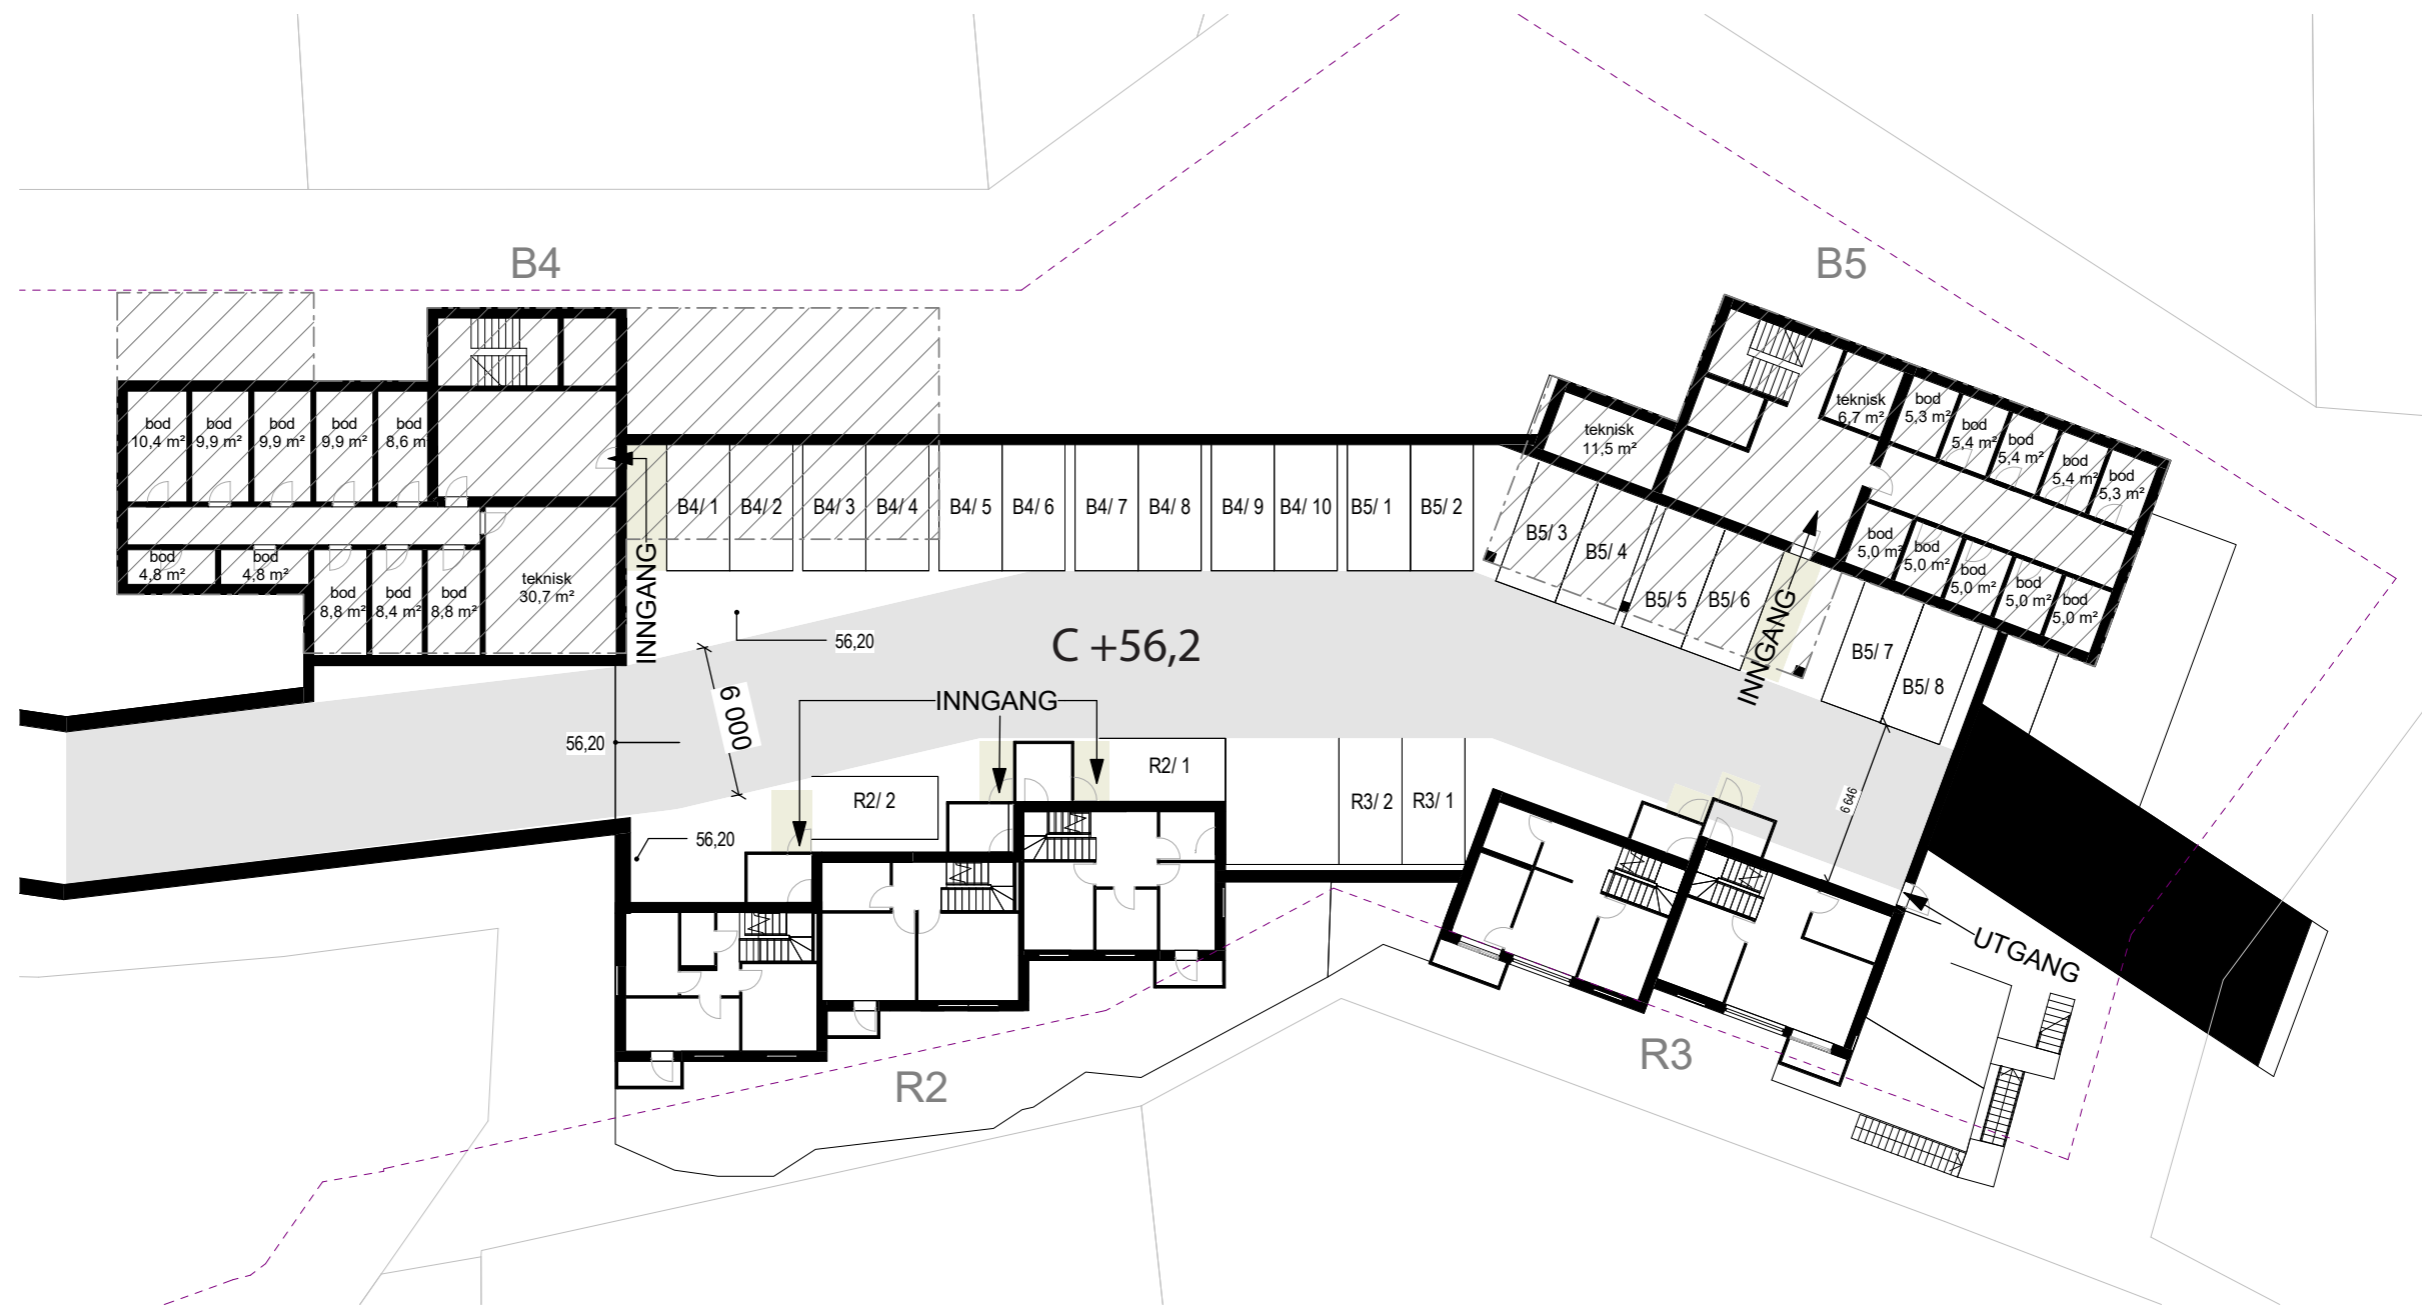 B4
B5
bod
10,4 m²
bod
9,9 m²
bod
9,9 m²
bod
9,9 m²
bod
8,6 m
bod
4,8 m²
bod
4,8 m²
bod
8,8 m²
bod
8,4 m²
bod
8,8 m²
teknisk
30,7 m²
INNGANG
B4/ 1
B4/ 2
B4/ 3
B4/ 4
B4/ 5
B4/ 6
B4/ 7
B4/ 8
B4/ 9
B4/ 10
B5/ 1
B5/ 2
teknisk
11,5 m²
teknisk
6,7 m²
bod
5,3 m²
bod
5,4 m²
bod
5,4 m²
bod
5,4 m²
bod
5,3 m²
bod
5,0 m²
bod
5,0 m²
bod
5,0 m²
bod
5,0 m²
bod
5,0 m²
B5/ 3
B5/ 4
B5/ 5
B5/ 6
INNGANG
B5/ 7
B5/ 8
56,20
C +56,2
6 000
INNGANG
56,20
56,20
R2/ 2
R2/ 1
R3/ 2
R3/ 1
6 646
UTGANG
R2
R3